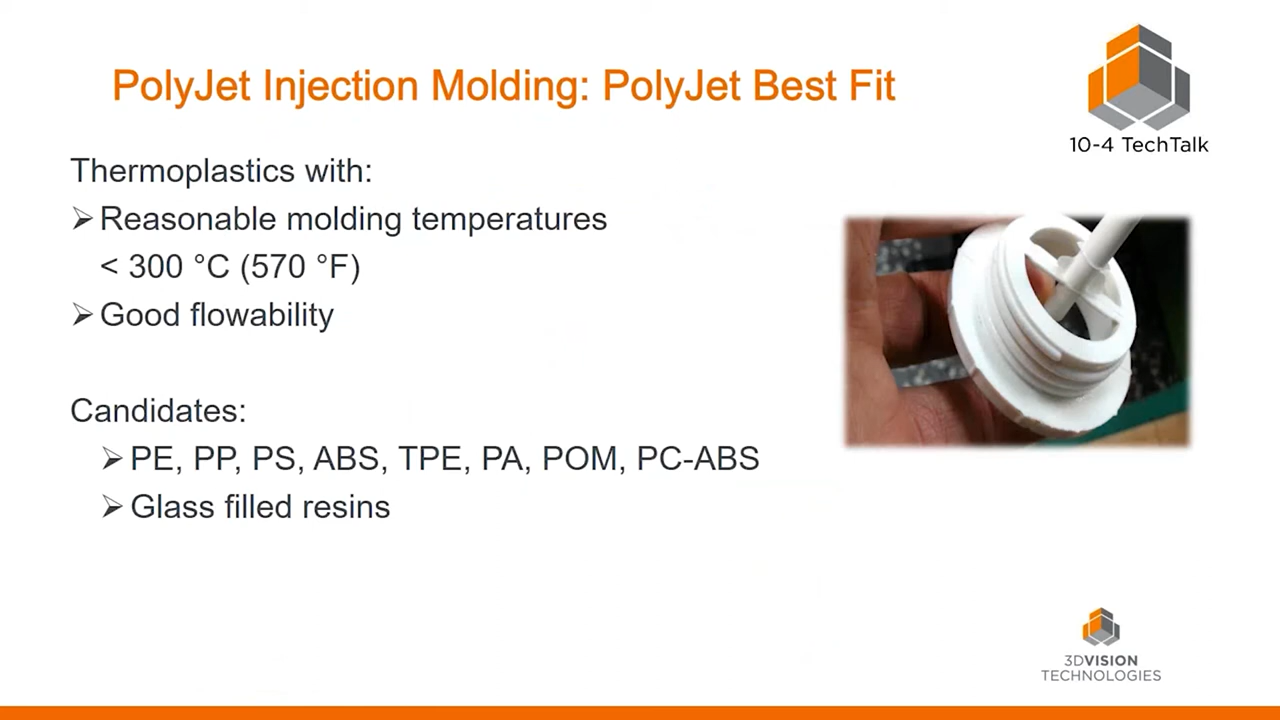 PolyJet Injection Molding: PolyJet Best Fit
10-4 TechTalk
Thermoplastics with:
➢ Reasonable molding temperatures
< 300 °C (570 °F)
➢ Good flowability
Candidates:
➢ PE, PP, PS, ABS, TPE, PA, POM, PC-ABS
➢ Glass filled resins
3DVISION
TECHNOLOGIES